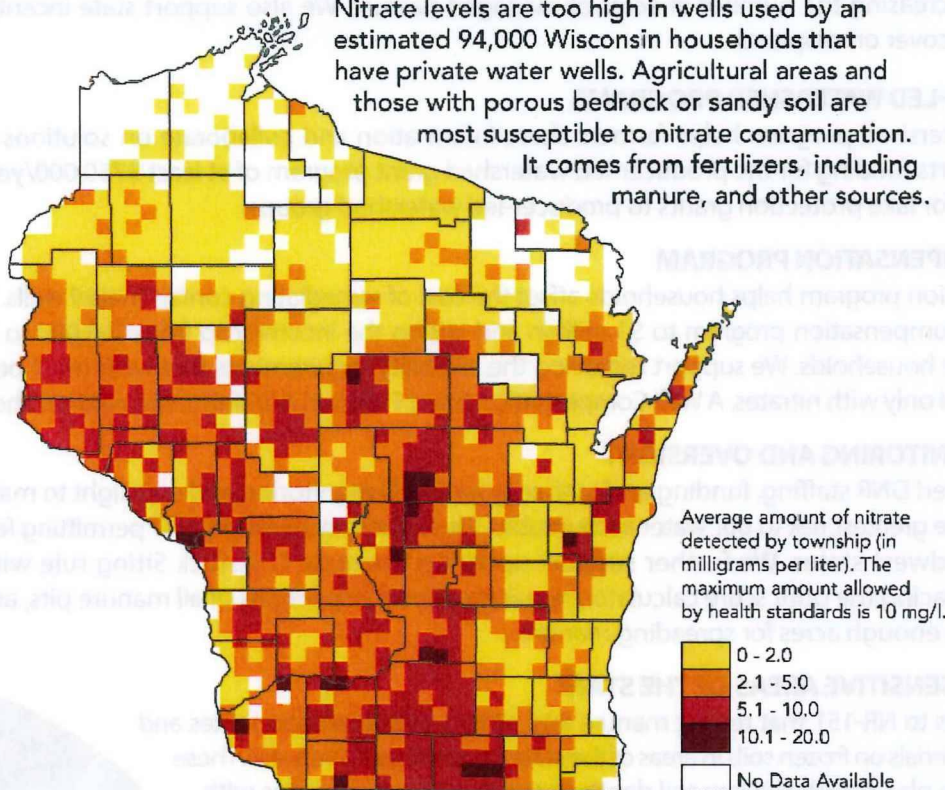 Nitrate levels are too high in wells used by an
estimated 94,000 Wisconsin households that
have private water wells. Agricultural areas and
those with porous bedrock or sandy soil are
most susceptible to nitrate contamination.
It comes from fertilizers, including
manure, and other sources.
Average amount of nitrate
detected by township (in
milligrams per liter). The
maximum amount allowed
by health standards is 10 mg/l.
0 - 2.0
2.1 - 5.0
5.1 - 10.0
10.1 - 20.0
No Data Available